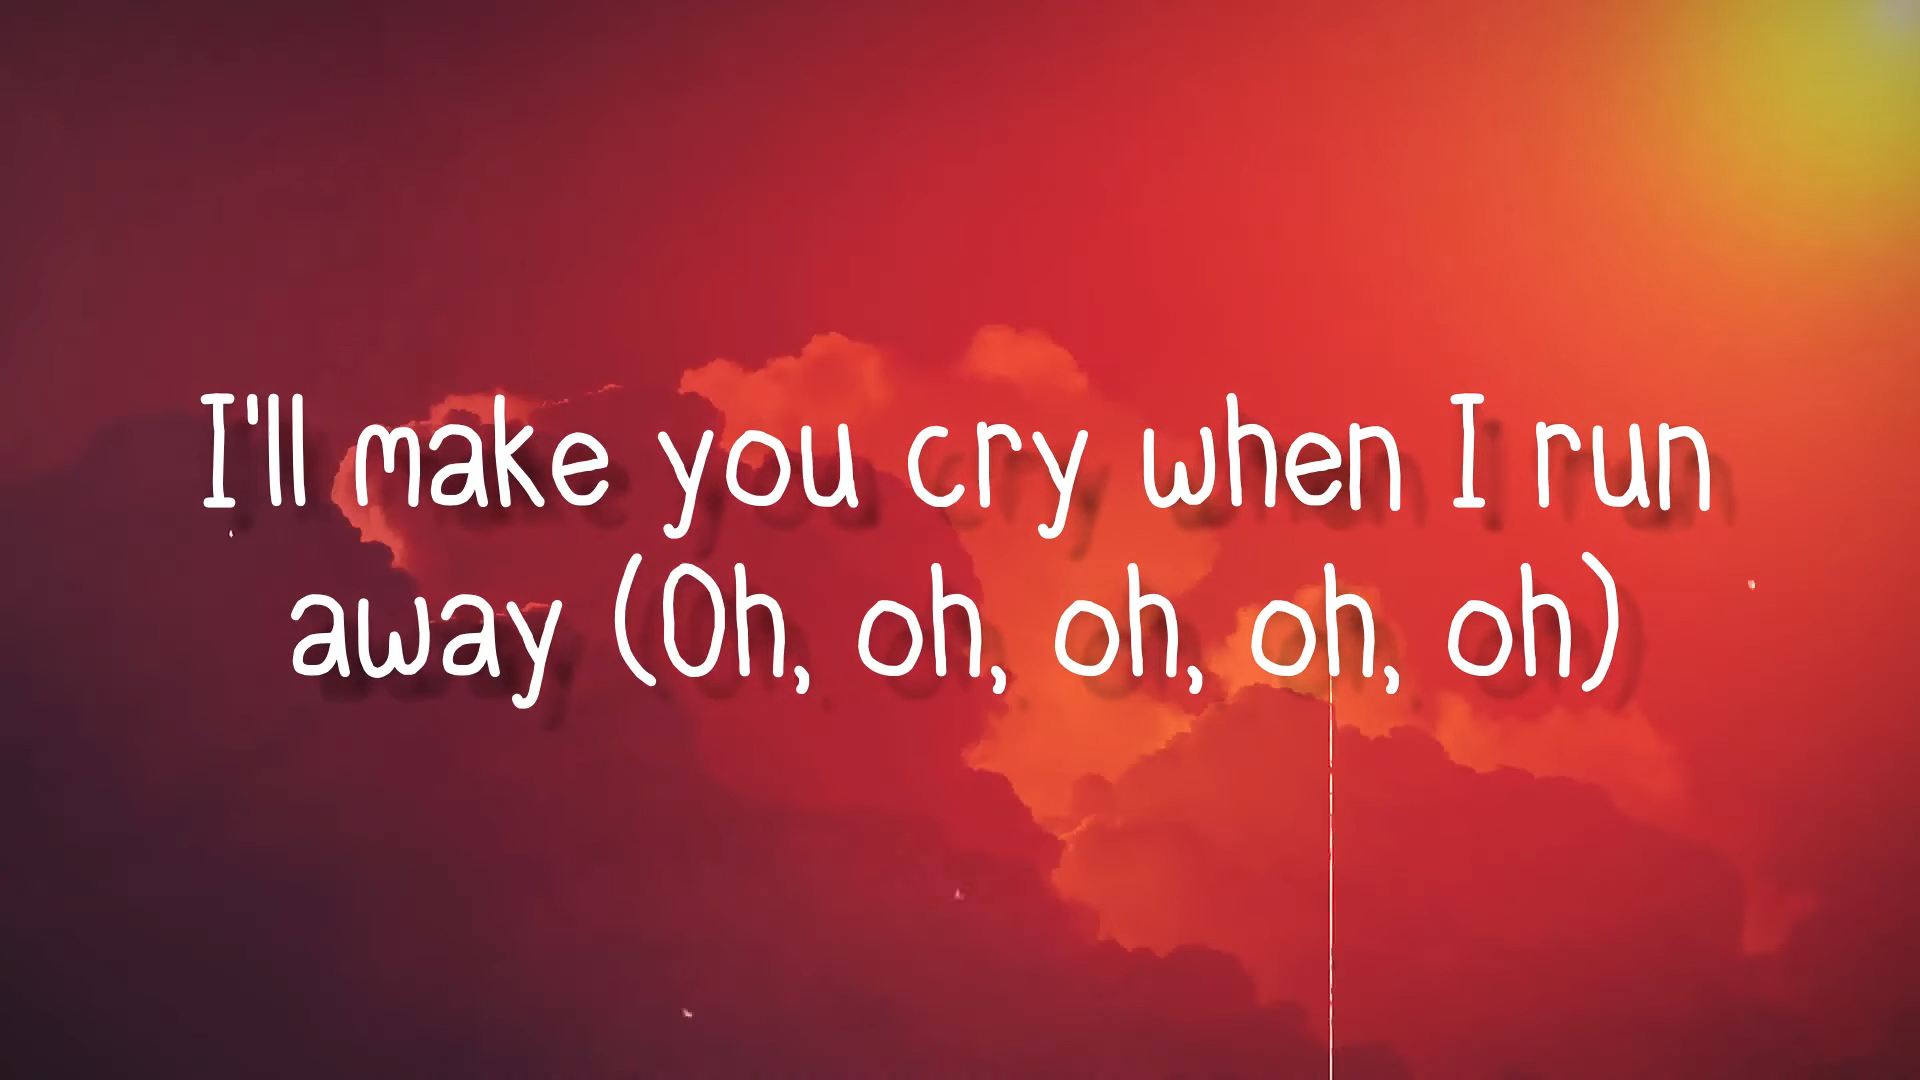 I'll make you cry when I run
away (Oh, oh, oh, oh, oh)